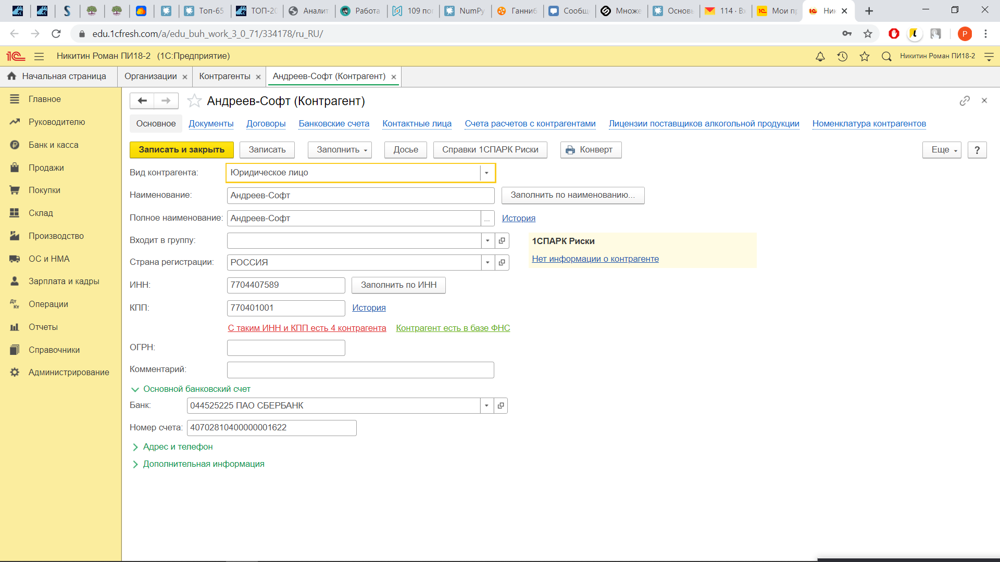 Топ-65
ТОП-20
Аналит
Работа
109 по
NumPy
Ганниб
Сообщ
Множе
Основы
114 · Вх
Мои пр
Ник
edu.1cfresh.com/a/edu_buh_work_3_0_71/334178/ru_RU/
P
Никитин Роман ПИ18-2 (1С:Предприятие)
Никитин Роман ПИ18-2
Начальная страница
Организации
Контрагенты
Андреев-Софт (Контрагент)
Главное
Руководителю
Банк и касса
Продажи
Покупки
Склад
Производство
ОС и НМА
Зарплата и кадры
Операции
Отчеты
Справочники
Администрирование
Андреев-Софт (Контрагент)
Основное Документы Договоры Банковские счета Контактные лица Счета расчетов с контрагентами Лицензии поставщиков алкогольной продукции Номенклатура контрагентов
Записать и закрыть Записать Заполнить Досье Справки 1СПАРК Риски Конверт Еще ?
Вид контрагента: Юридическое лицо
Наименование: Андреев-Софт Заполнить по наименованию...
Полное наименование: Андреев-Софт ... История
Входит в группу:
1СПАРК Риски
Нет информации о контрагенте
Страна регистрации: РОССИЯ
ИНН: 7704407589 Заполнить по ИНН
КПП: 770401001 История
С таким ИНН и КПП есть 4 контрагента Контрагент есть в базе ФНС
ОГРН:
Комментарий:
Основной банковский счет
Банк: 044525225 ПАО СБЕРБАНК
Номер счета: 40702810400000001622
Адрес и телефон
Дополнительная информация